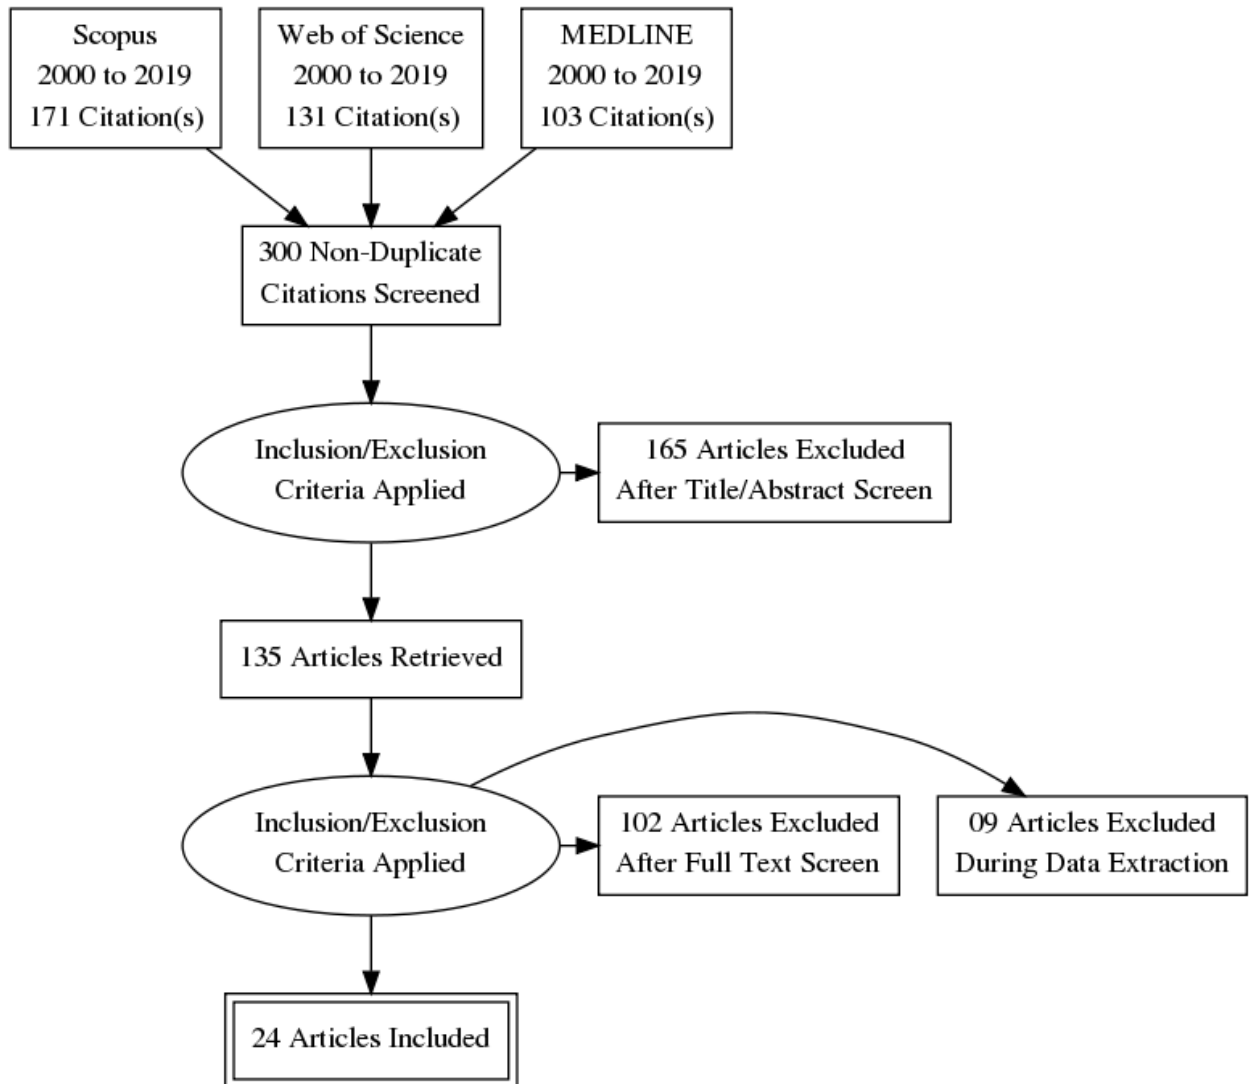 Scopus
2000 to 2019
171 Citation(s)
Web of Science
2000 to 2019
131 Citation(s)
MEDLINE
2000 to 2019
103 Citation(s)
300 Non-Duplicate
Citations Screened
Inclusion/Exclusion
Criteria Applied
165 Articles Excluded
After Title/Abstract Screen
135 Articles Retrieved
Inclusion/Exclusion
Criteria Applied
102 Articles Excluded
After Full Text Screen
09 Articles Excluded
During Data Extraction
24 Articles Included